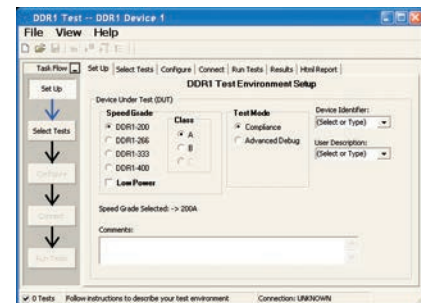 DDR1 Test -- DDR1 Device 1
File View Help
Task Flow
Set Up Select Tests Configure Connect Run Tests Results Html Report
Set Up
Select Tests
Configure
Connect
Run Tests
DDR1 Test Environment Setup
Device Under Test (DUT)
Speed Grade
DDR1-200
DDR1-266
DDR1-333
DDR1-400
Low Power
Class
A
B
C
Test Mode
Compliance
Advanced Debug
Device Identifier:
(Select or Type)
User Description:
(Select or Type)
Speed Grade Selected: -> 200A
Comments:
0 Tests Follow instructions to describe your test environment Connection: UNKNOWN